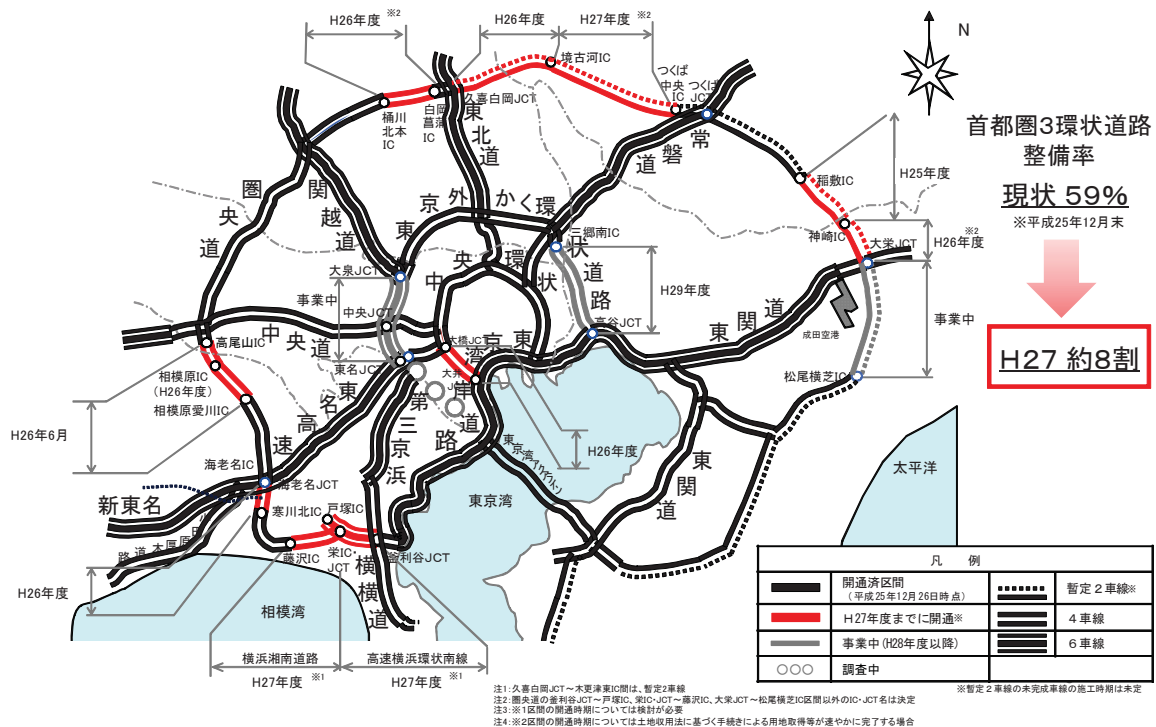 H26年度 ※2
H26年度
H27年度 ※2
境古河IC
つくば
中央
IC
つくば
JCT
久喜白岡JCT
白岡
菖蒲
IC
桶川
北本
IC
N
首都圏3環状道路
整備率
現状 59%
※平成25年12月末
H27 約8割
東北道
常磐道
圏央道
関越道
東京外かく環状道路
中央環状
稲敷IC
H25年度
神崎IC
H26年度 ※2
大栄JCT
三郷南IC
H29年度
大泉JCT
事業中
中央JCT
中央道
高谷JCT
東関道
成田空港
事業中
松尾横芝IC
高尾山IC
相模原IC
(H26年度)
相模原愛川IC
東名JCT
大橋JCT
大井
JCT
東京湾岸道路
東名高速
第三京浜
H26年度
H26年6月
海老名IC
海老名JCT
新東名
小田原厚木道路
寒川北IC
戸塚IC
藤沢IC
栄IC・
JCT
釜利谷JCT
横横道
東京湾アクアライン
東京湾
東関道
太平洋
H26年度
相模湾
横浜湘南道路
H27年度 ※1
高速横浜環状南線
H27年度 ※1
凡 例
開通済区間
(平成25年12月26日時点)
暫定2車線※
H27年度までに開通※
4車線
事業中(H28年度以降)
6車線
調査中
※暫定2車線の未完成車線の施工時期は未定
注1:久喜白岡JCT～木更津東IC間は、暫定2車線
注2:圏央道の釜利谷JCT～戸塚IC、栄IC・JCT～藤沢IC、大栄JCT～松尾横芝IC区間以外のIC・JCT名は決定
注3:※1区間の開通時期については検討が必要
注4:※2区間の開通時期については土地収用法に基づく手続きによる用地取得等が速やかに完了する場合